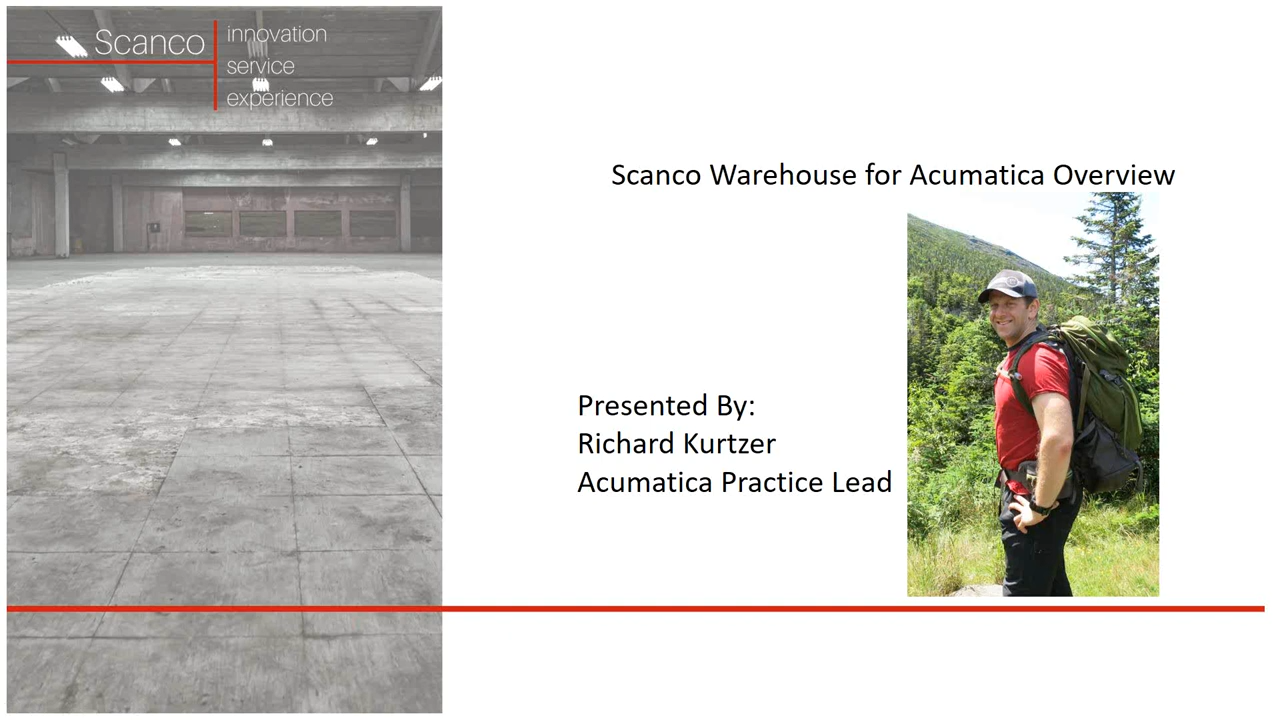 Scanco
innovation
service
experience
Scanco Warehouse for Acumatica Overview
Presented By:
Richard Kurtzer
Acumatica Practice Lead